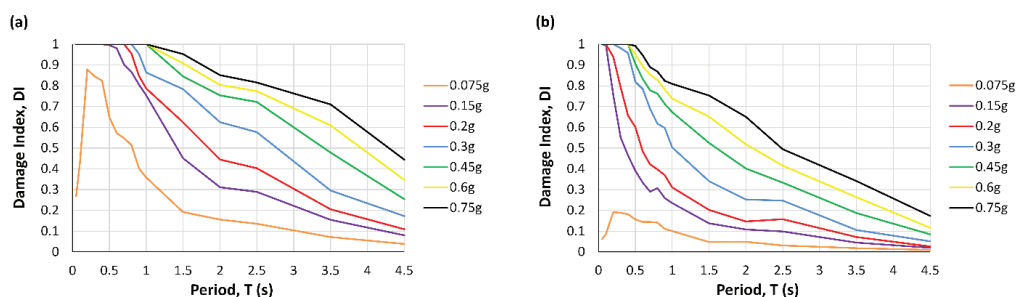 (a)
Damage Index, DI
1
0.9
0.8
0.7
0.6
0.5
0.4
0.3
0.2
0.1
0
0 0.5 1 1.5 2 2.5 3 3.5 4 4.5
Period, T (s)
0.075g
0.15g
0.2g
0.3g
0.45g
0.6g
0.75g
(b)
Damage Index, DI
1
0.9
0.8
0.7
0.6
0.5
0.4
0.3
0.2
0.1
0
0 0.5 1 1.5 2 2.5 3 3.5 4 4.5
Period, T (s)
0.075g
0.15g
0.2g
0.3g
0.45g
0.6g
0.75g